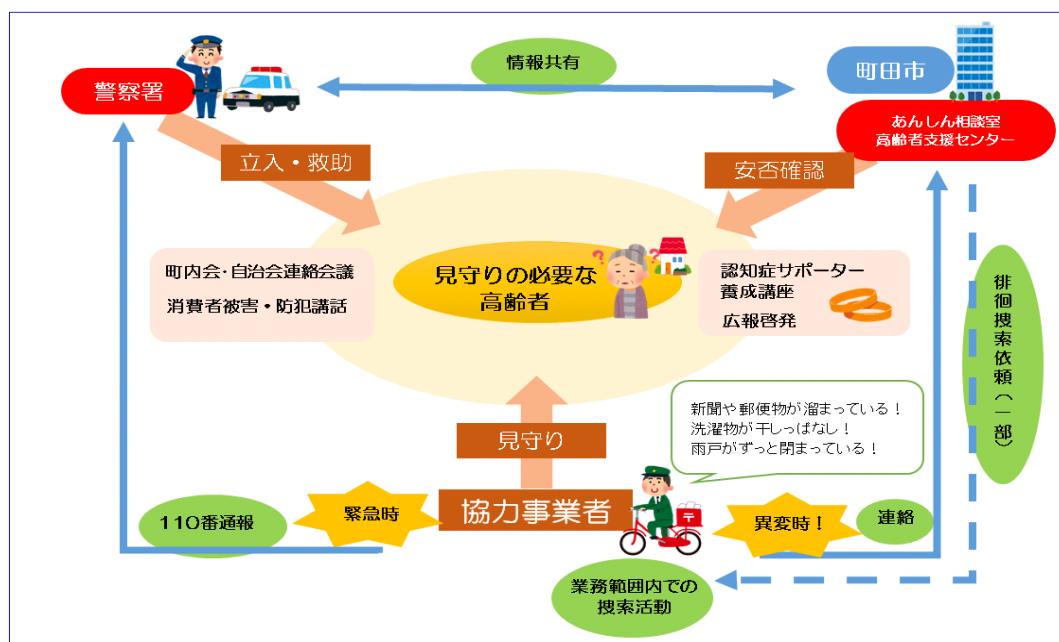 情報共有
警察署
町田市
あんしん相談室
高齢者支援センター
立入・救助
安否確認
町内会・自治会連絡会議
消費者被害・防犯講話
見守りの必要な
高齢者
認知症サポーター
養成講座
広報啓発
徘徊捜索依頼(一部)
新聞や郵便物が溜まっている!
洗濯物が干しっぱなし!
雨戸がずっと閉まっている!
見守り
110番通報
緊急時
協力事業者
〒
異変時!
連絡
業務範囲内での
捜索活動